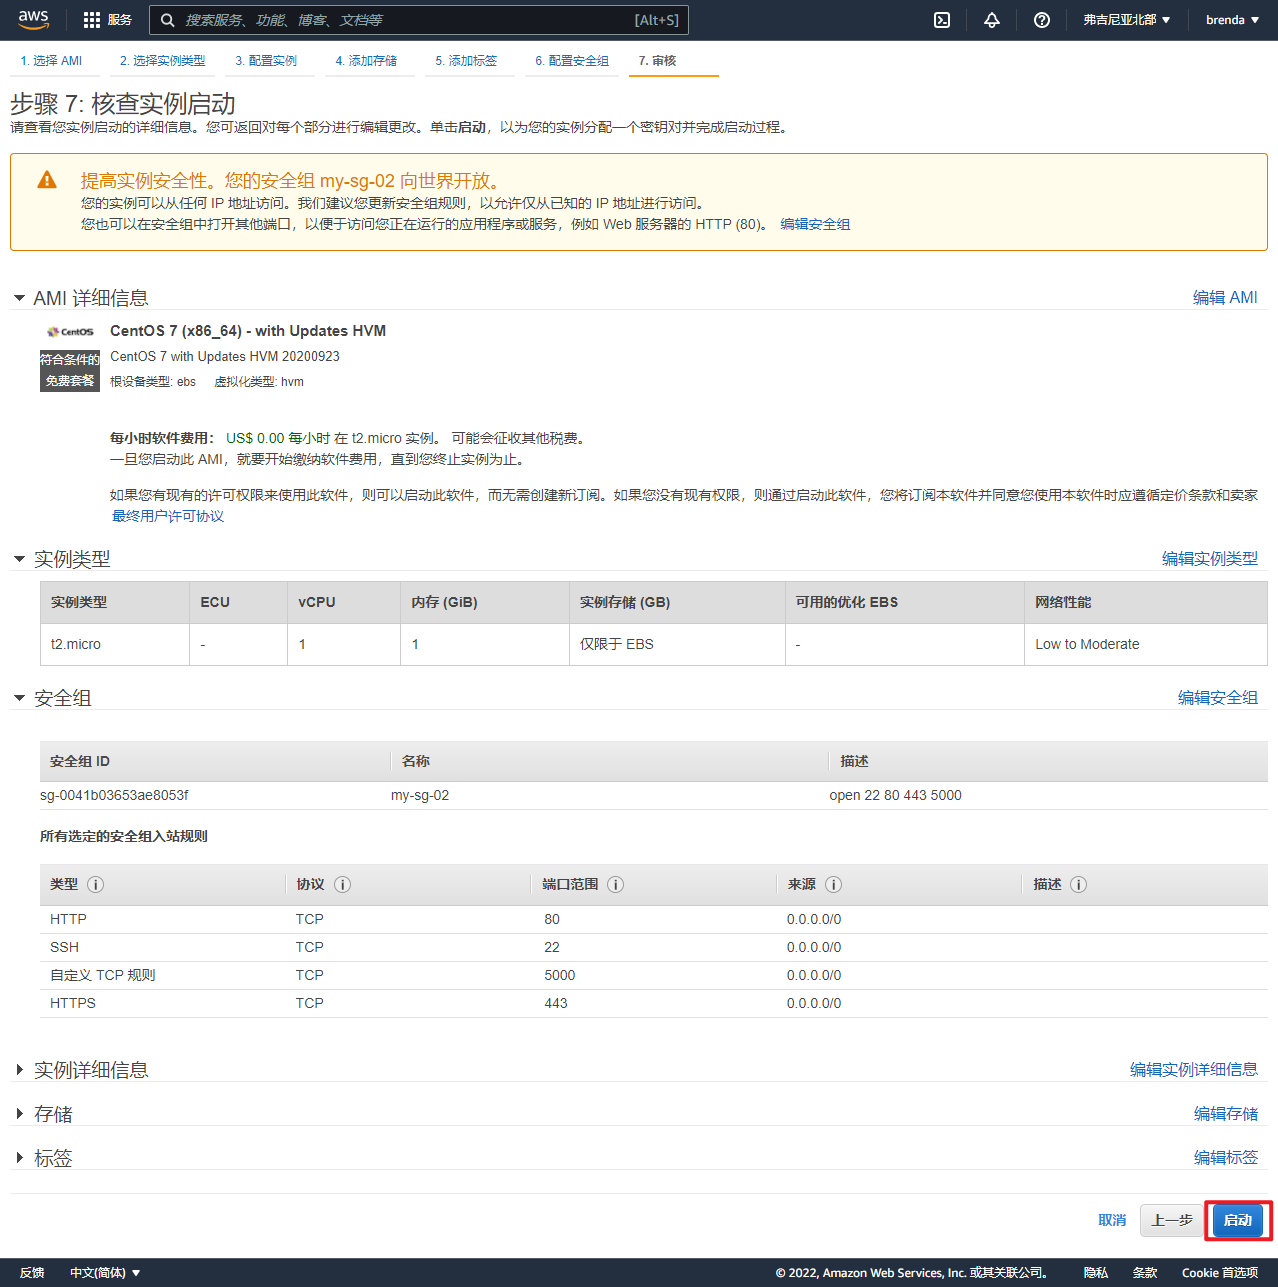 aws 服务 搜索服务、功能、博客、文档等 [Alt+S] 弗吉尼亚北部 brenda
1. 选择 AMI 2. 选择实例类型 3. 配置实例 4. 添加存储 5. 添加标签 6. 配置安全组 7. 审核
步骤 7: 核查实例启动
请查看您实例启动的详细信息。您可返回对每个部分进行编辑更改。单击启动，以为您的实例分配一个密钥对并完成启动过程。
提高实例安全性。您的安全组 my-sg-02 向世界开放。
您的实例可以从任何 IP 地址访问。我们建议您更新安全组规则，以允许仅从已知的 IP 地址进行访问。
您也可以在安全组中打开其他端口，以便于访问您正在运行的应用程序或服务，例如 Web 服务器的 HTTP (80)。 编辑安全组
AMI 详细信息 编辑 AMI
CentOS CentOS 7 (x86_64) - with Updates HVM
符合条件的 CentOS 7 with Updates HVM 20200923
免费套餐 根设备类型: ebs 虚拟化类型: hvm
每小时软件费用： US$ 0.00 每小时 在 t2.micro 实例。 可能会征收其他税费。
一旦您启动此 AMI，就要开始缴纳软件费用，直到您终止实例为止。
如果您有现有的许可权限来使用此软件，则可以启动此软件，而无需创建新订阅。如果您没有现有权限，则通过启动此软件，您将订阅本软件并同意您使用本软件时应遵循定价条款和卖家
最终用户许可协议
实例类型 编辑实例类型
实例类型 ECU vCPU 内存 (GiB) 实例存储 (GB) 可用的优化 EBS 网络性能
t2.micro - 1 1 仅限于 EBS - Low to Moderate
安全组 编辑安全组
安全组 ID 名称 描述
sg-0041b03653ae8053f my-sg-02 open 22 80 443 5000
所有选定的安全组入站规则
类型 协议 端口范围 来源 描述
HTTP TCP 80 0.0.0.0/0
SSH TCP 22 0.0.0.0/0
自定义 TCP 规则 TCP 5000 0.0.0.0/0
HTTPS TCP 443 0.0.0.0/0
实例详细信息 编辑实例详细信息
存储 编辑存储
标签 编辑标签
取消 上一步 启动
反馈 中文(简体) © 2022, Amazon Web Services, Inc. 或其关联公司。 隐私 条款 Cookie 首选项